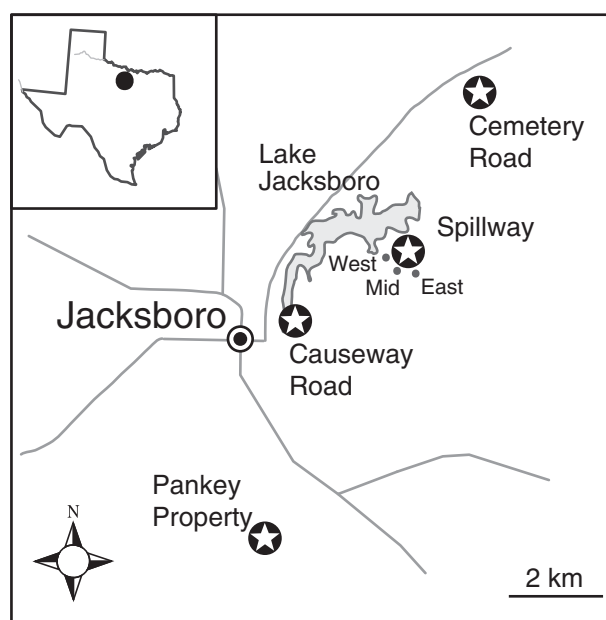 Cemetery
Road
Lake
Jacksboro
Spillway
West
Mid
East
Jacksboro
Causeway
Road
Pankey
Property
N
2 km